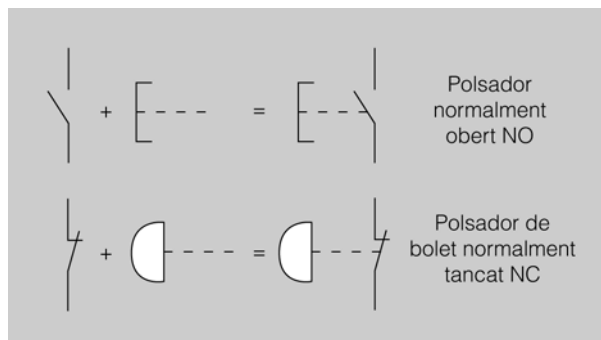 +
=
Polsador
normalment
obert NO
+
=
Polsador de
bolet normalment
tancat NC